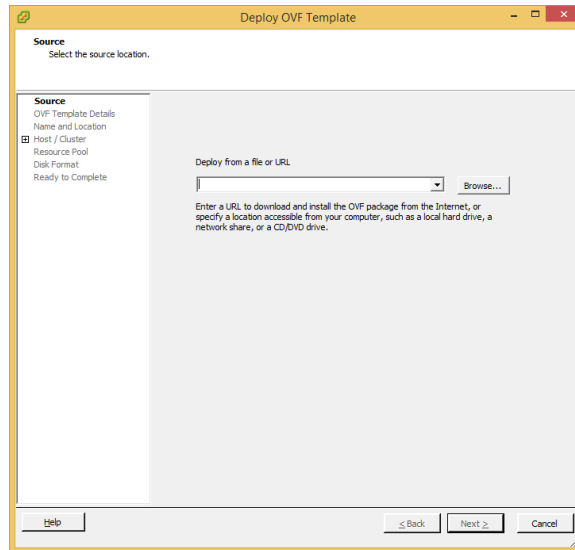 Deploy OVF Template
Source
Select the source location.
Source
OVF Template Details
Name and Location
Host / Cluster
Resource Pool
Disk Format
Ready to Complete
Deploy from a file or URL
Browse...
Enter a URL to download and install the OVF package from the Internet, or
specify a location accessible from your computer, such as a local hard drive, a
network share, or a CD/DVD drive.
Help
≤ Back
Next ≥
Cancel